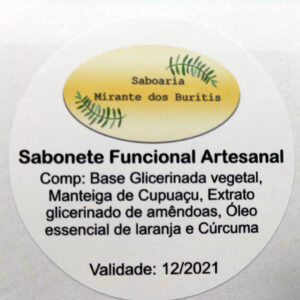 Saboaria
Mirante dos Buritis
Sabonete Funcional Artesanal
Comp: Base Glicerinada vegetal,
Manteiga de Cupuaçu, Extrato
glicerinado de amêndoas, Óleo
essencial de laranja e Cúrcuma
Validade: 12/2021